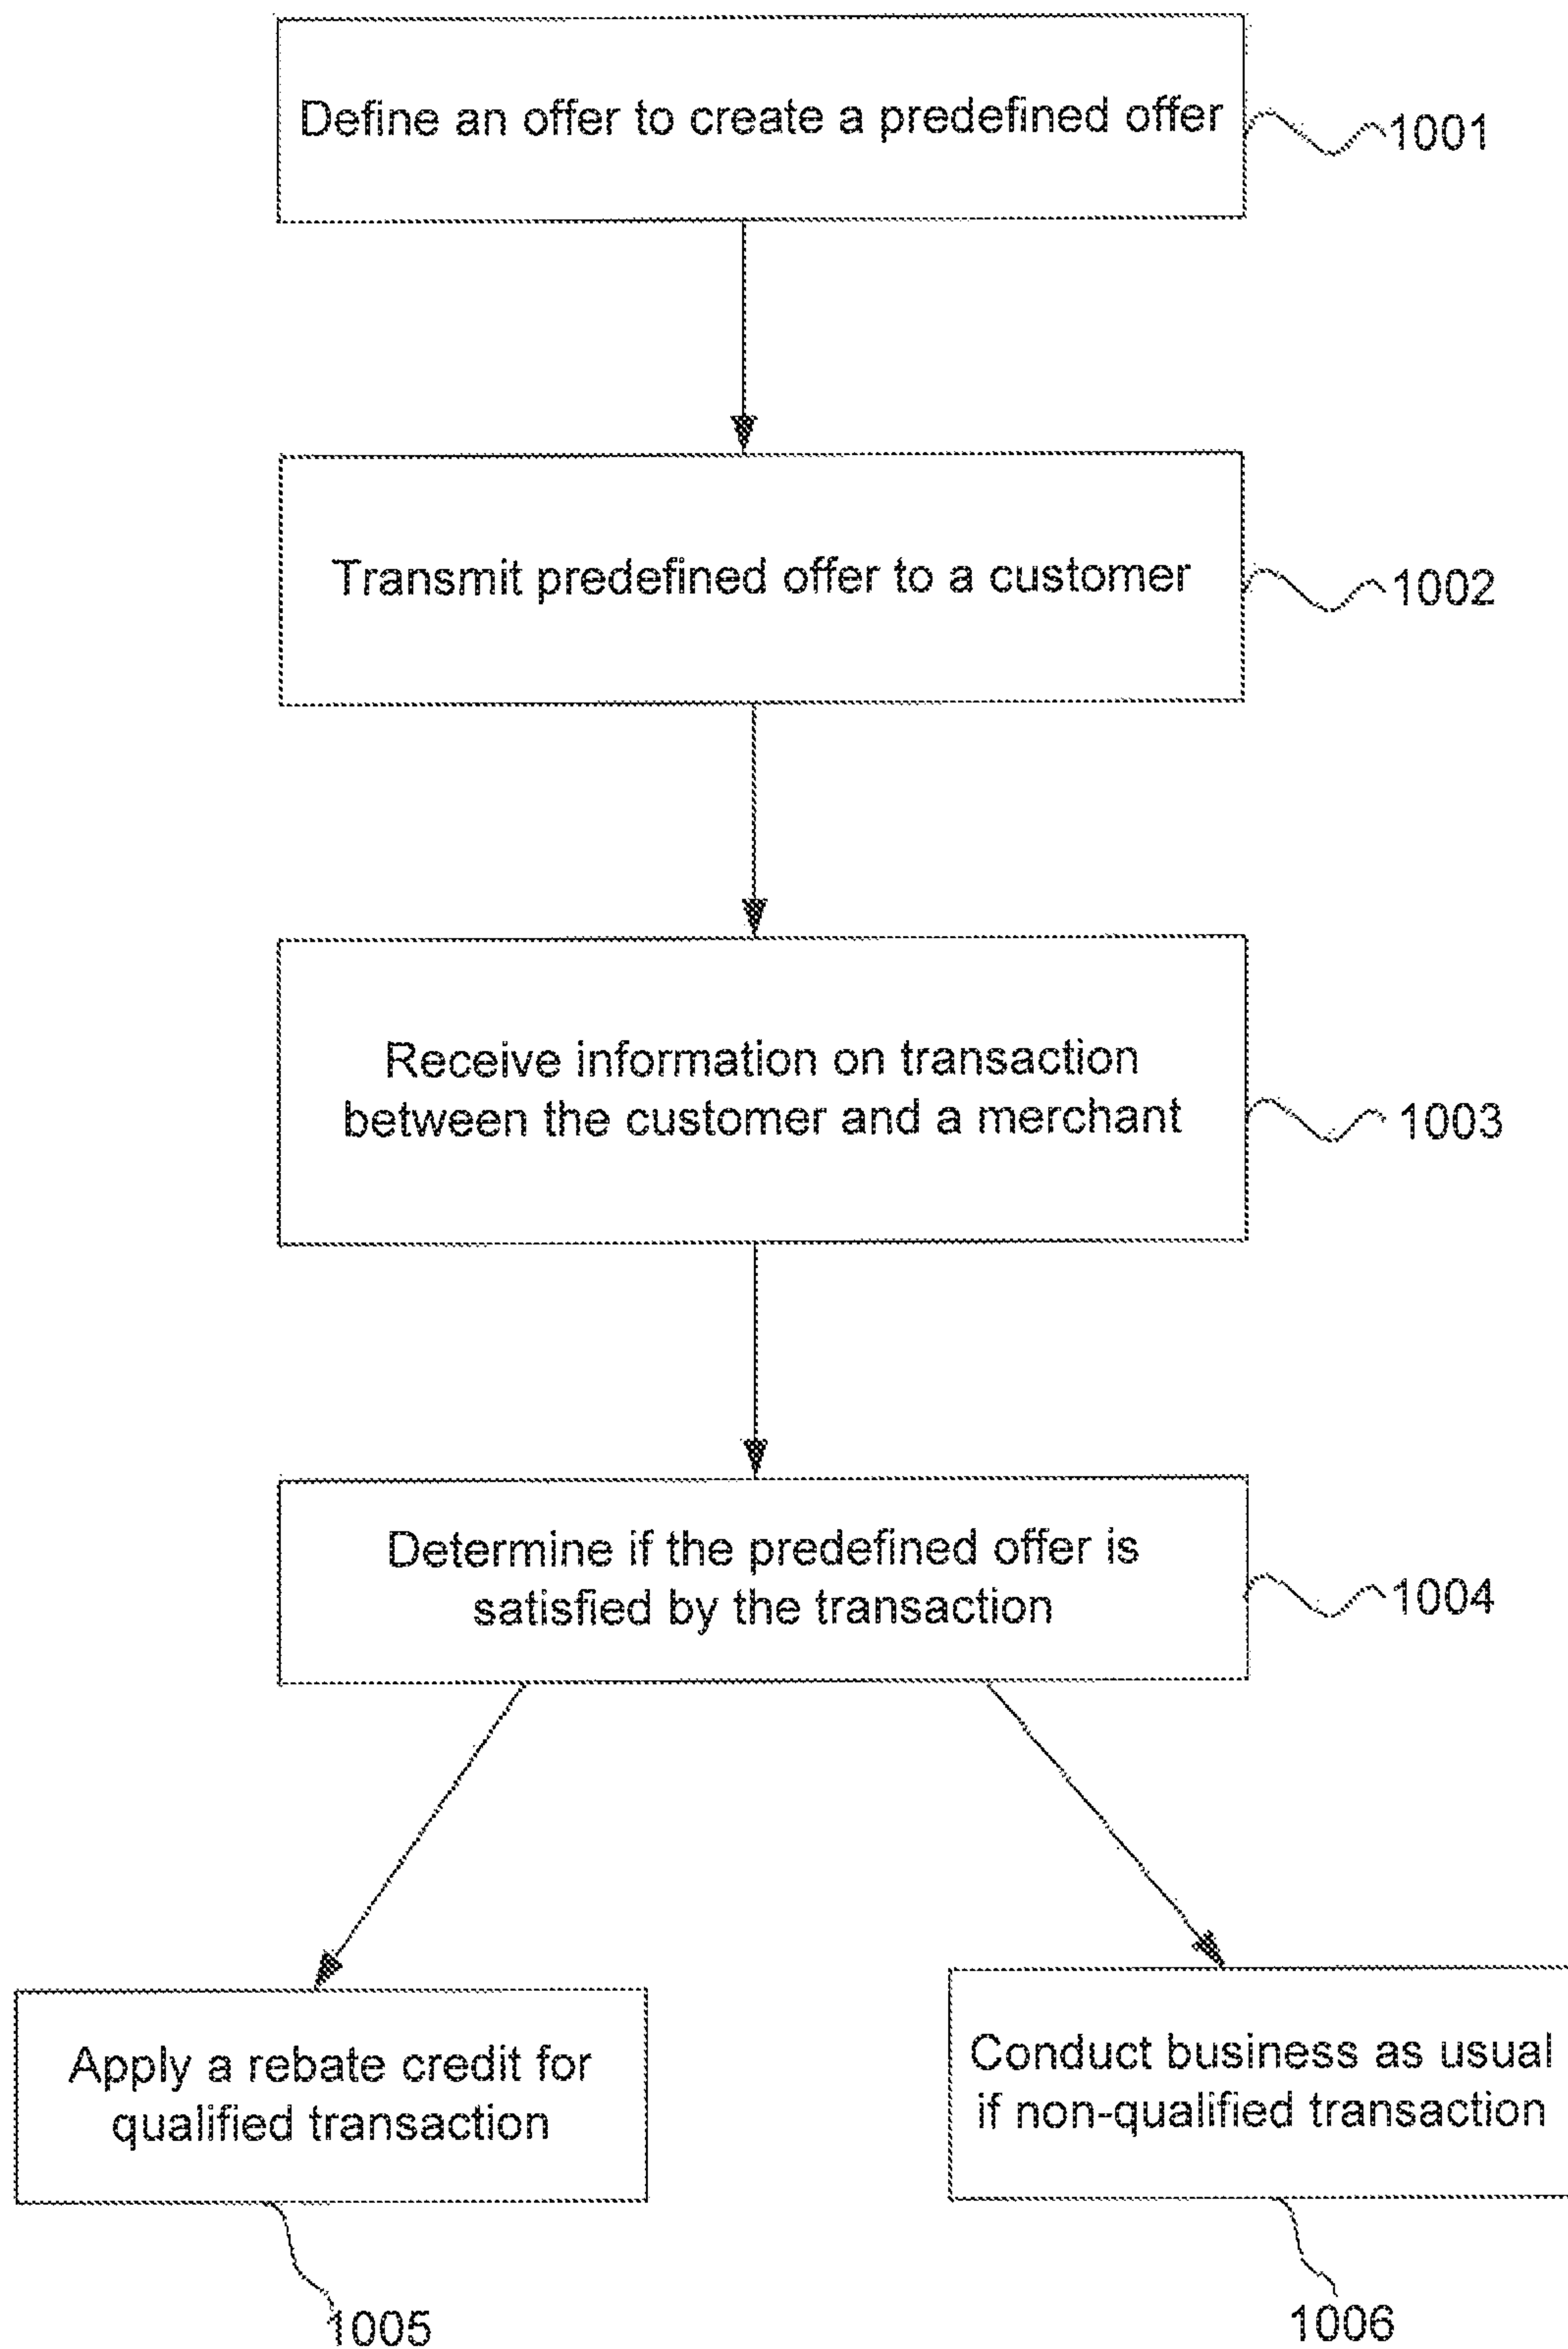 Define an offer to create a predefined offer
1001
Transmit predefined offer to a customer
1002
Receive information on transaction
between the customer and a merchant
1003
Determine if the predefined offer is
satisfied by the transaction
1004
Apply a rebate credit for
qualified transaction
1005
Conduct business as usual
if non-qualified transaction
1006